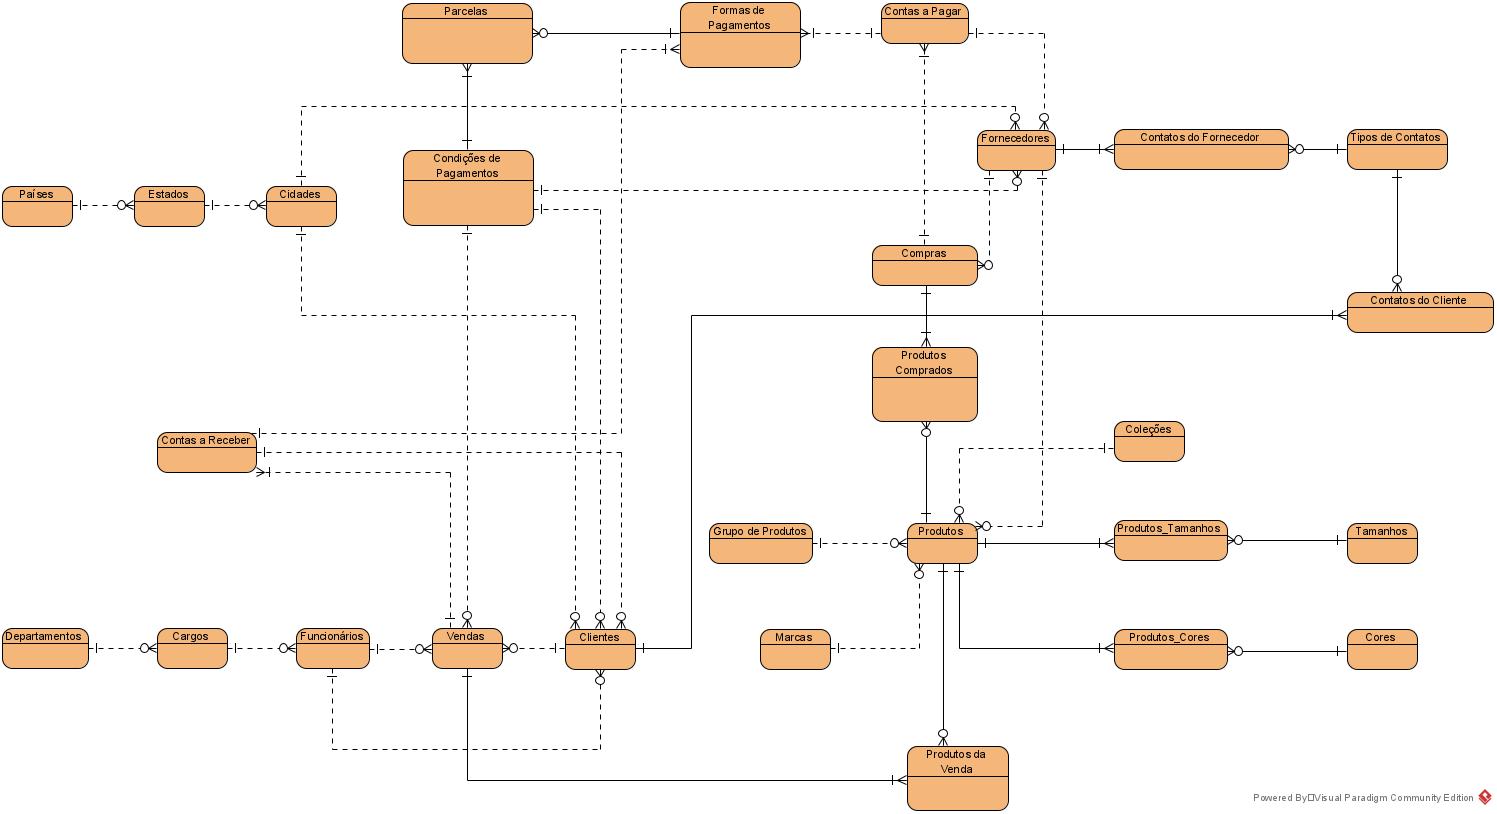 Parcelas
Formas de
Pagamentos
Contas a Pagar
Fornecedores
Contatos do Fornecedor
Tipos de Contatos
Condições de
Pagamentos
Países
Estados
Cidades
Compras
Contatos do Cliente
Produtos
Comprados
Contas a Receber
Coleções
Grupo de Produtos
Produtos
Produtos_Tamanhos
Tamanhos
Departamentos
Cargos
Funcionários
Vendas
Clientes
Marcas
Produtos_Cores
Cores
Produtos da
Venda
Powered By□Visual Paradigm Community Edition